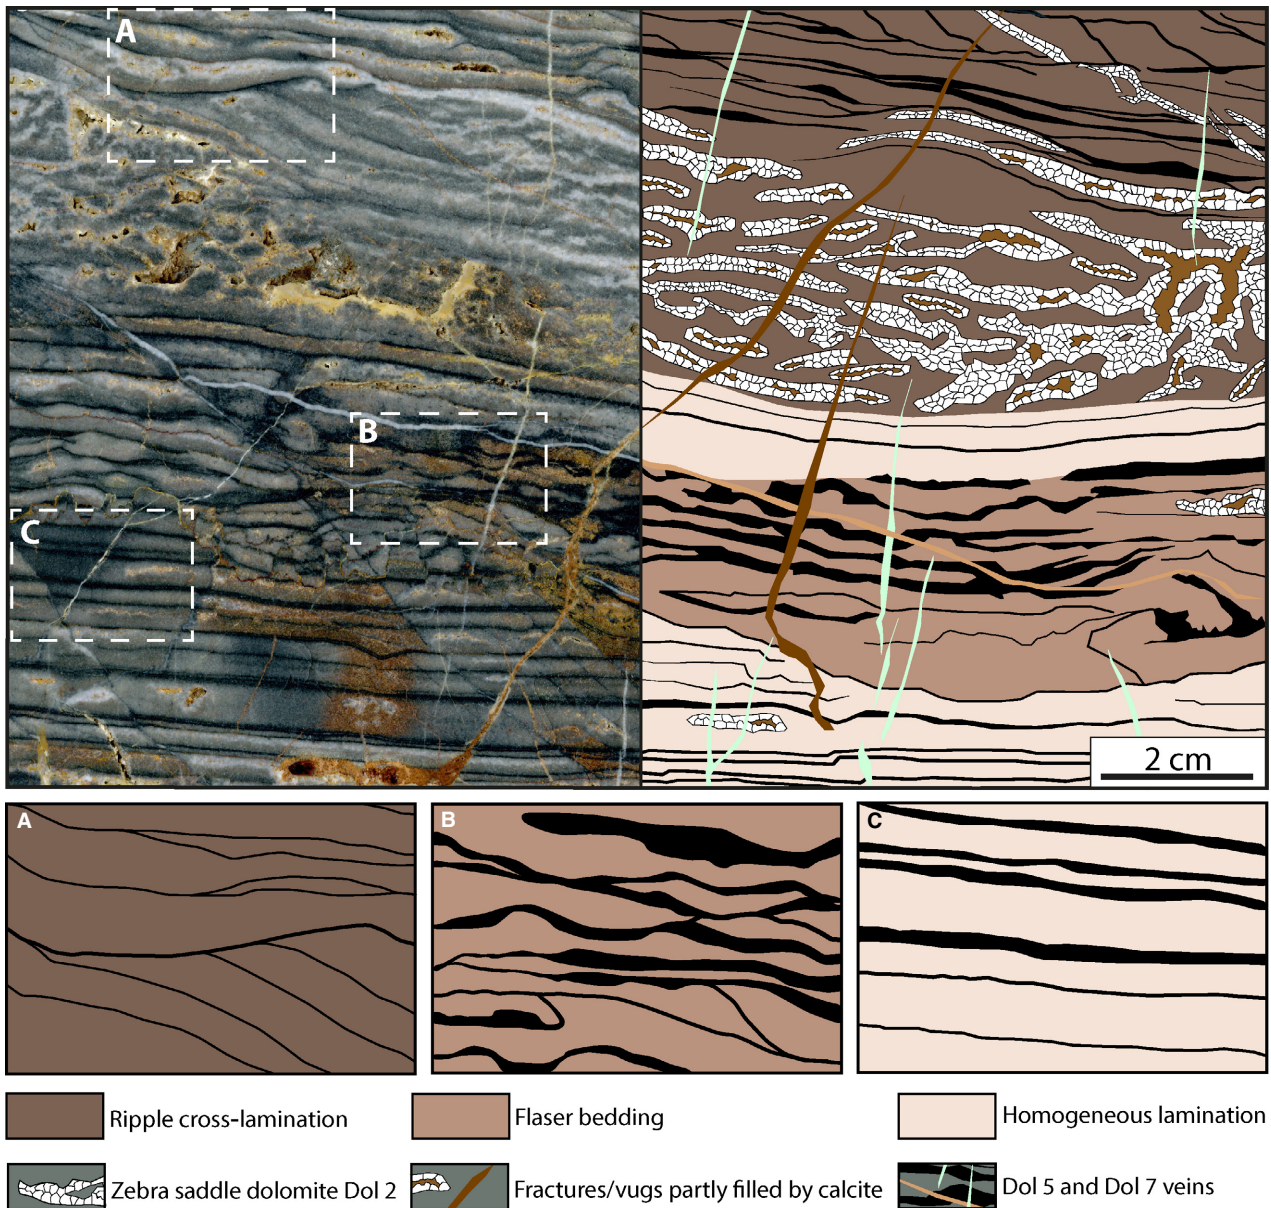 A
B
C
2 cm
A
B
C
Ripple cross-lamination
Flaser bedding
Homogeneous lamination
Zebra saddle dolomite Dol 2
Fractures/vugs partly filled by calcite
Dol 5 and Dol 7 veins